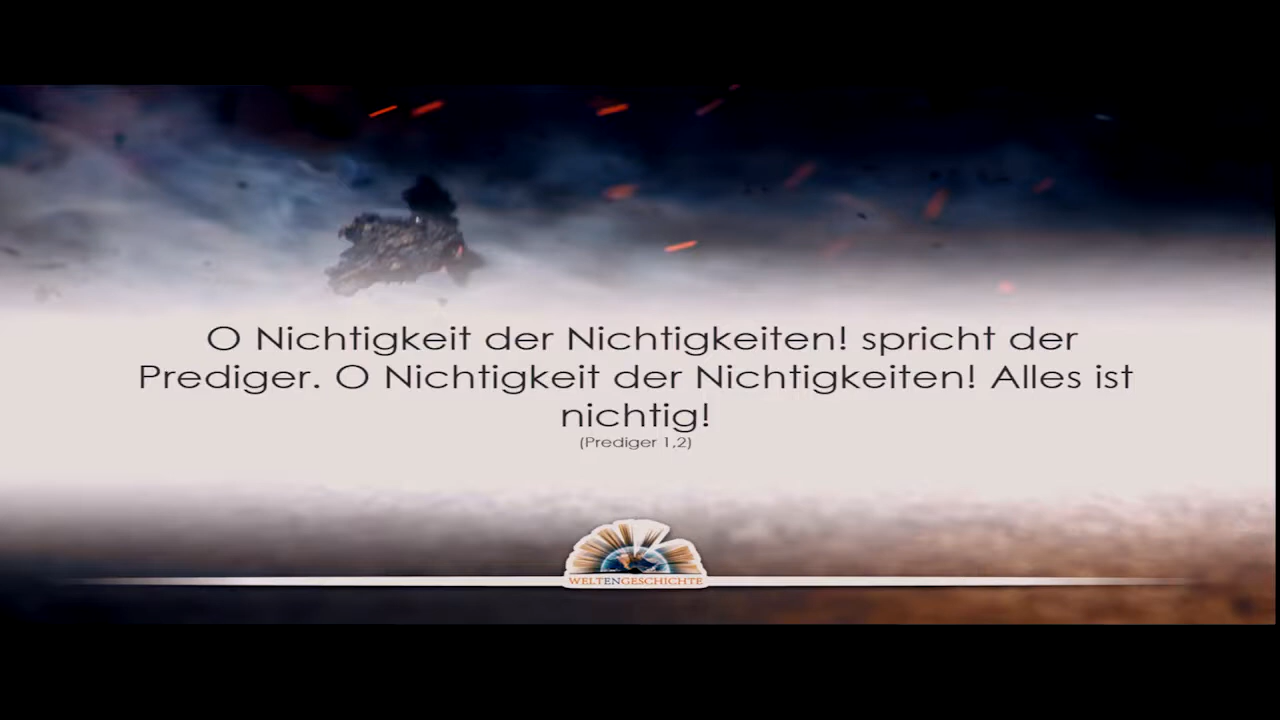 O Nichtigkeit der Nichtigkeiten! spricht der
Prediger. O Nichtigkeit der Nichtigkeiten! Alles ist
nichtig!
(Prediger 1,2)
WELTENGESCHICHTE